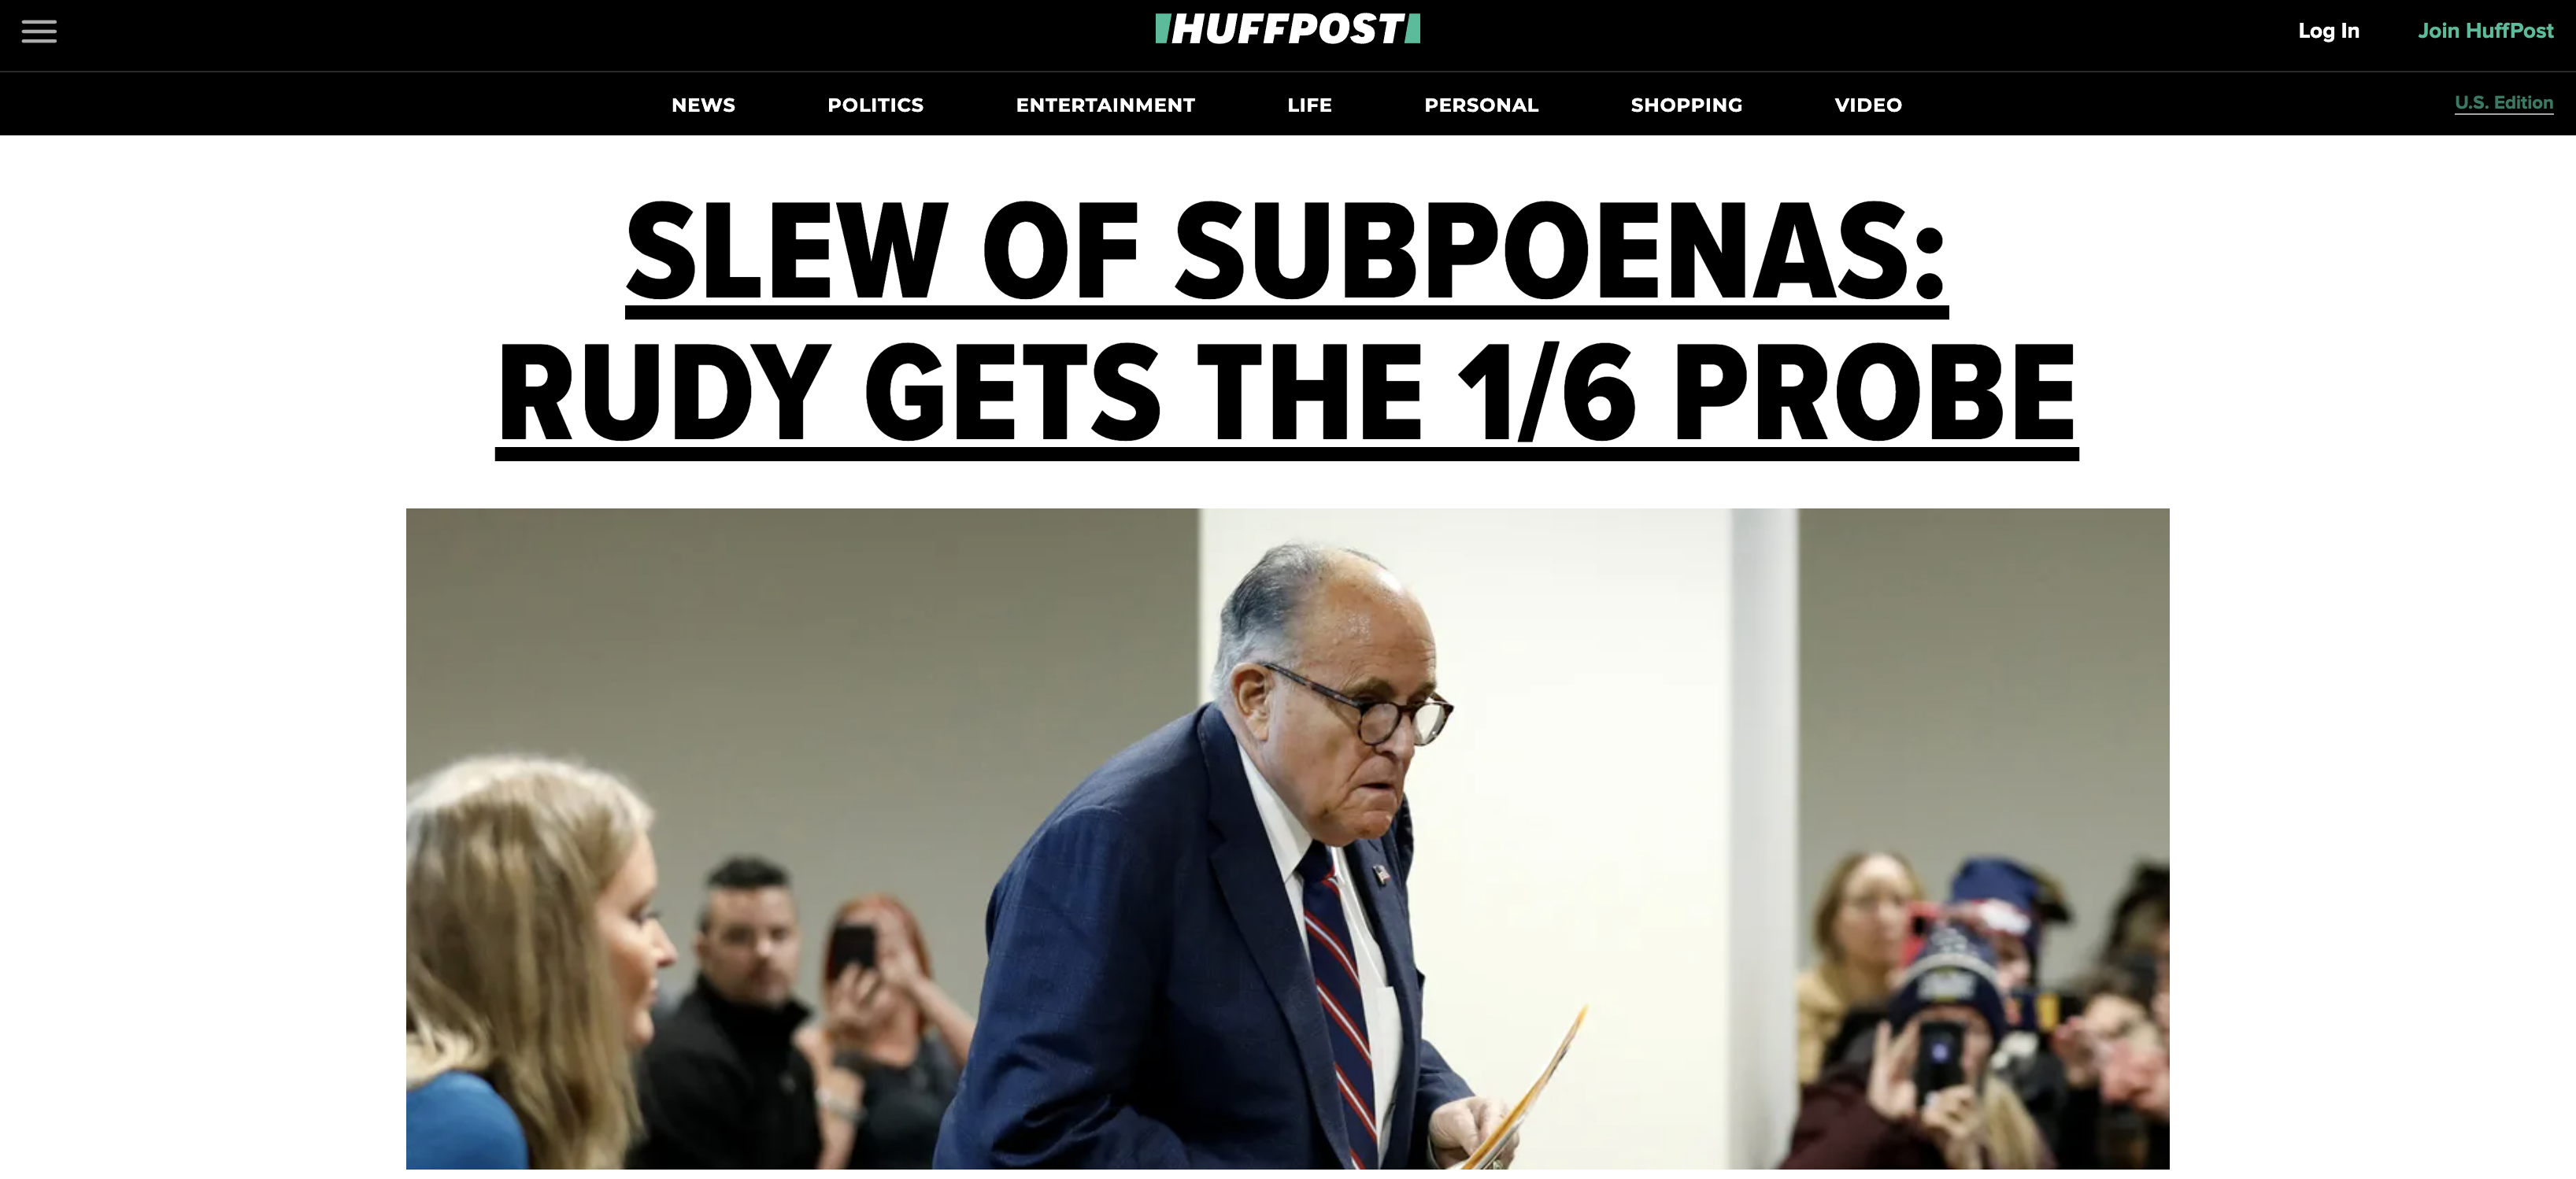 HUFFPOST
Log In
Join HuffPost
NEWS
POLITICS
ENTERTAINMENT
LIFE
PERSONAL
SHOPPING
VIDEO
U.S. Edition
SLEW OF SUBPOENAS:
RUDY GETS THE 1/6 PROBE